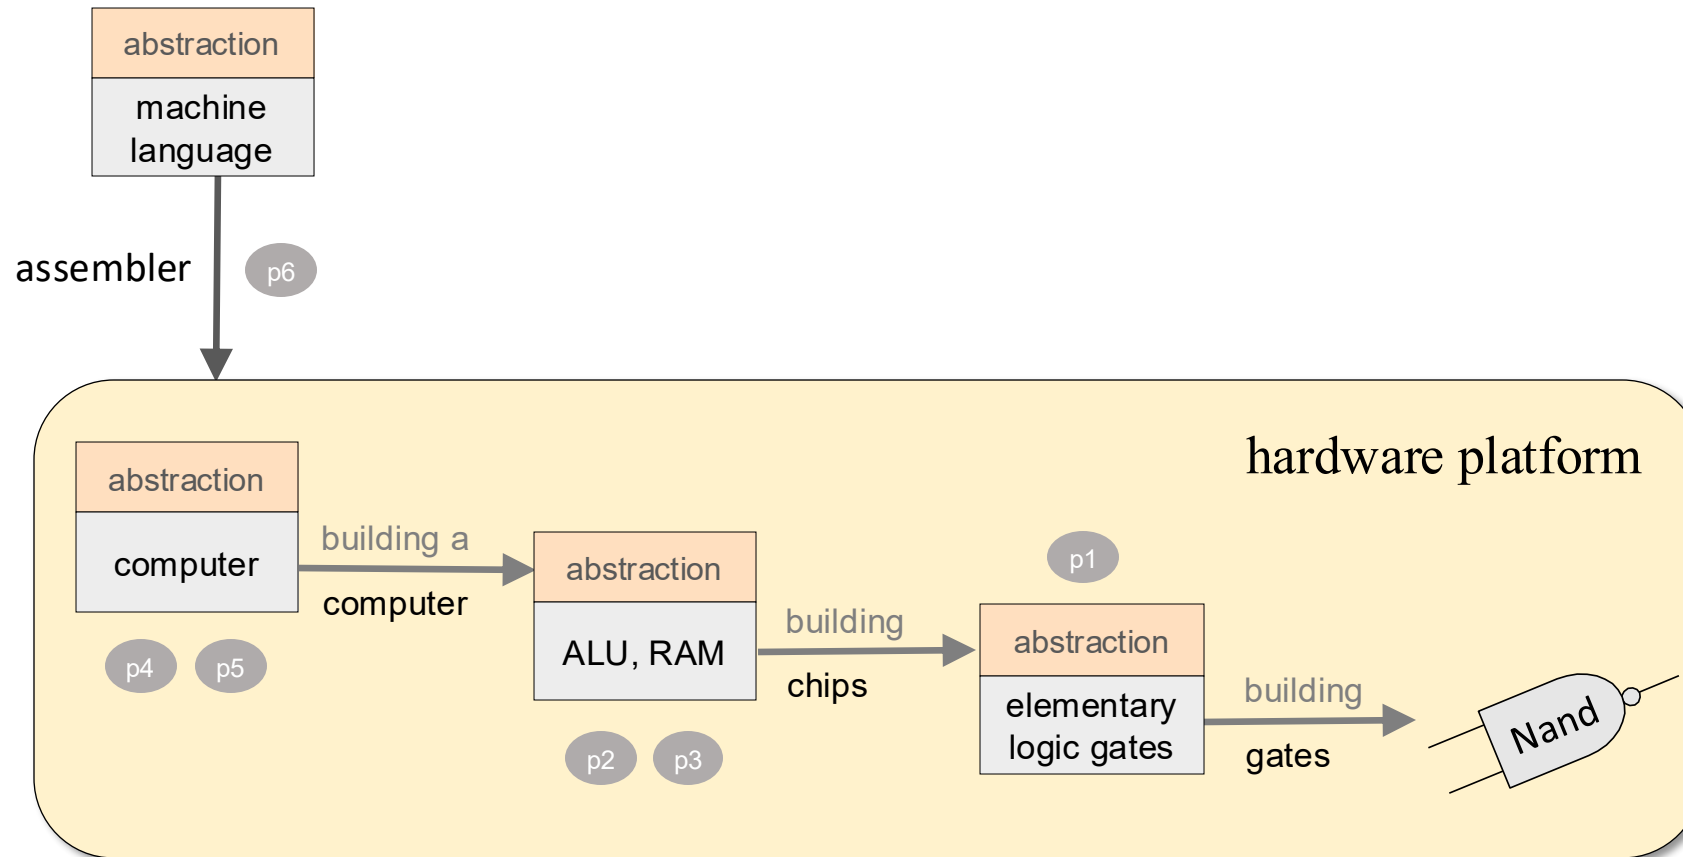 abstraction
machine
language
assembler
p6
hardware platform
abstraction
computer
building a
computer
p4
p5
abstraction
ALU, RAM
building
chips
p2
p3
p1
abstraction
elementary
logic gates
building
gates
Nand